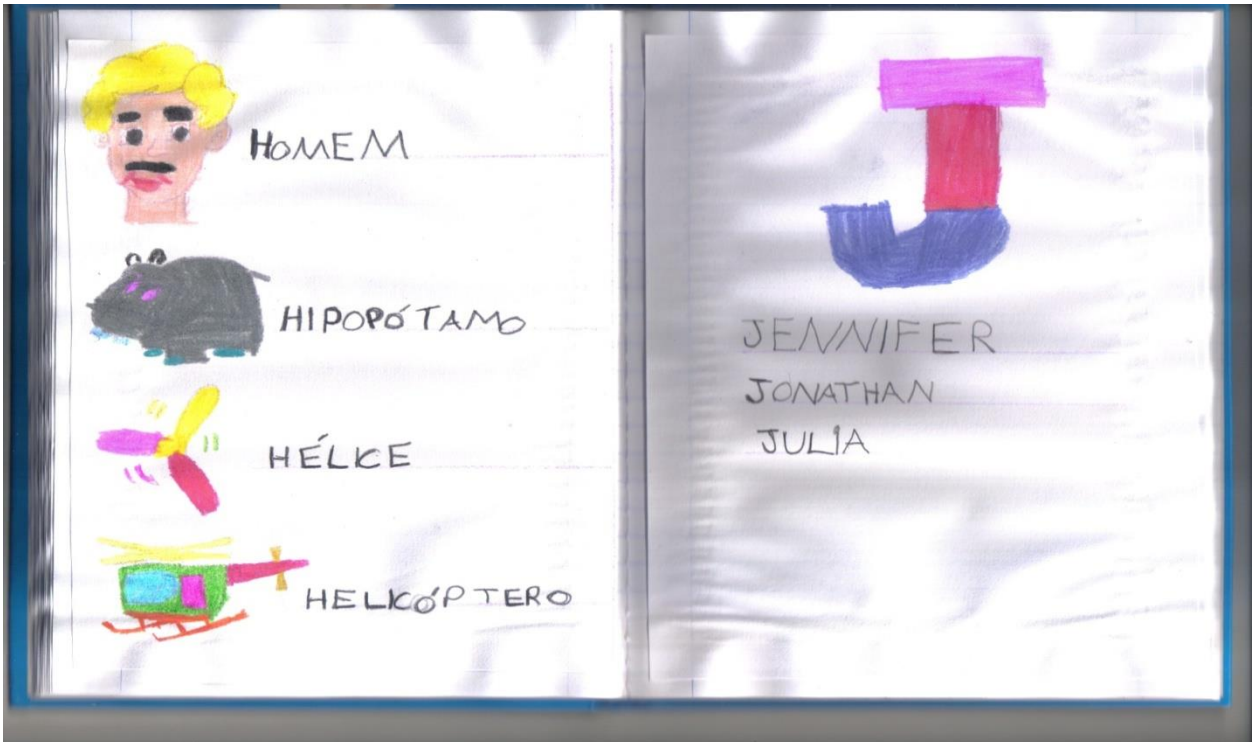 HOMEM
HIPOPÓTAMO
HÉLICE
HELICÓPTERO
J
JENNIFER
JONATHAN
JULIA